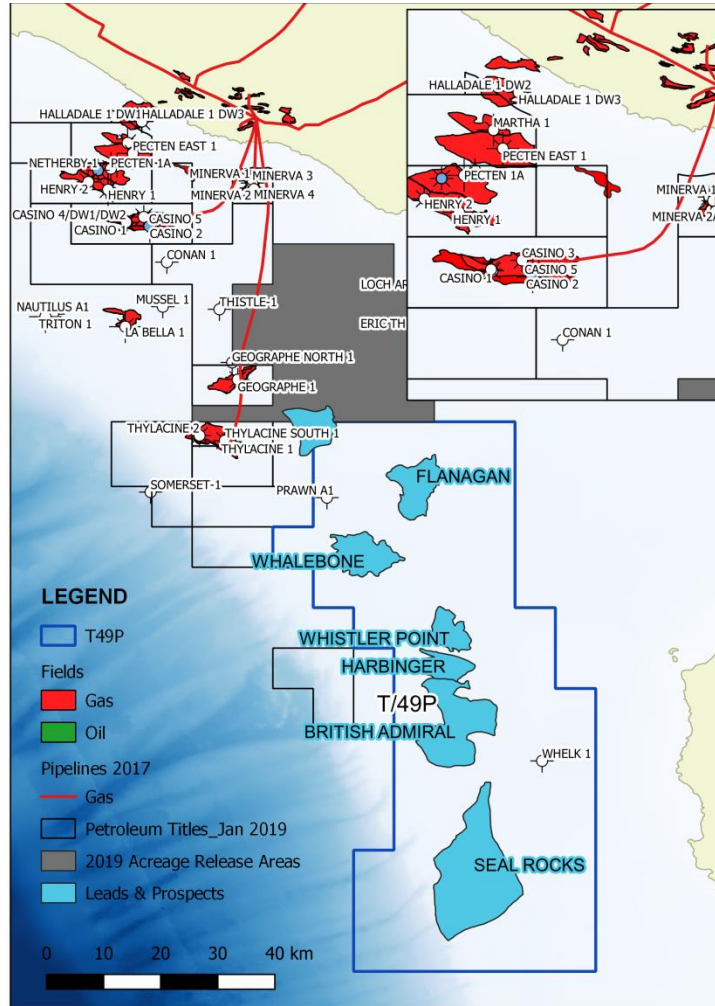 HALLADALE 1 DW1
HALLADALE 1 DW3
PECTEN EAST 1
NETHERBY 1
PECTEN 1A
HENRY 2
HENRY 1
MINERVA 1
MINERVA 3
MINERVA 2
MINERVA 4
CASINO 4/DW1/DW2
CASINO 5
CASINO 1
CASINO 2
CONAN 1
NAUTILUS A1
TRITON 1
MUSSEL 1
LA BELLA 1
THISTLE-1
LOCH AR
ERIC TH
GEOGRAPHE NORTH 1
GEOGRAPHE 1
THYLACINE 2
THYLACINE SOUTH 1
THYLACINE 1
SOMERSET-1
PRAWN A1
HALLADALE 1 DW2
HALLADALE 1 DW3
MARTHA 1
PECTEN EAST 1
PECTEN 1A
HENRY 2
HENRY 1
MINERVA 1
MINERVA 2A
CASINO 3
CASINO 5
CASINO 1
CASINO 2
CONAN 1
FLANAGAN
WHALEBONE
WHISTLER POINT
HARBINGER
T/49P
BRITISH ADMIRAL
WHELK 1
SEAL ROCKS
LEGEND
T49P
Fields
Gas
Oil
Pipelines 2017
Gas
Petroleum Titles_Jan 2019
2019 Acreage Release Areas
Leads & Prospects
0 10 20 30 40 km